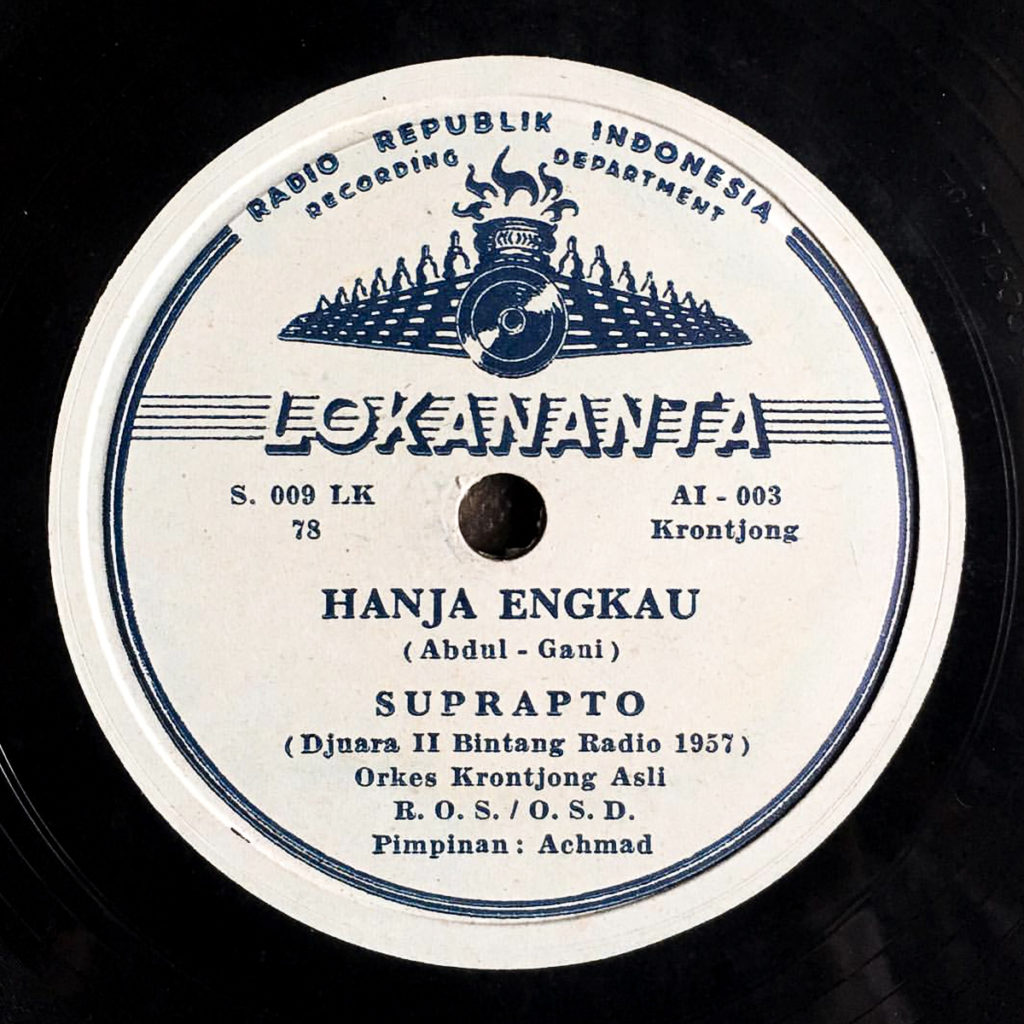 RADIO REPUBLIK INDONESIA
RECORDING DEPARTMENT
LOKANANTA
S. 009 LK
78
AI - 003
Krontjong
HANJA ENGKAU
(Abdul - Gani)
SUPRAPTO
(Djuara II Bintang Radio 1957)
Orkes Krontjong Asli
R. O. S. / O. S. D.
Pimpinan : Achmad